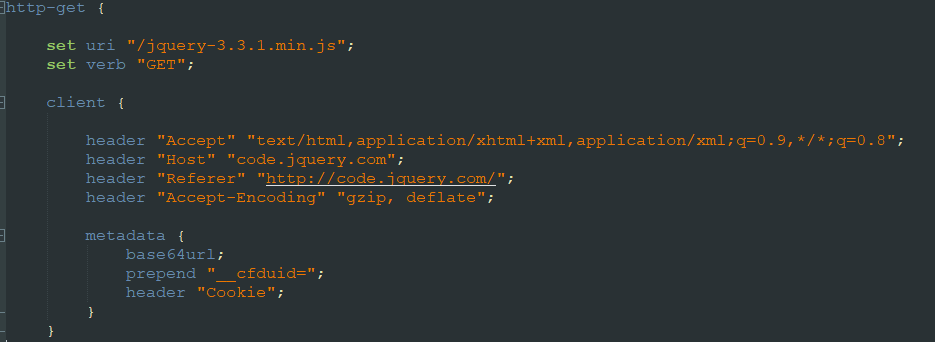 http-get {
set uri "/jquery-3.3.1.min.js";
set verb "GET";
client {
header "Accept" "text/html,application/xhtml+xml,application/xml;q=0.9,*/*;q=0.8";
header "Host" "code.jquery.com";
header "Referer" "http://code.jquery.com/";
header "Accept-Encoding" "gzip, deflate";
metadata {
base64url;
prepend "__cfduid=";
header "Cookie";
}
}